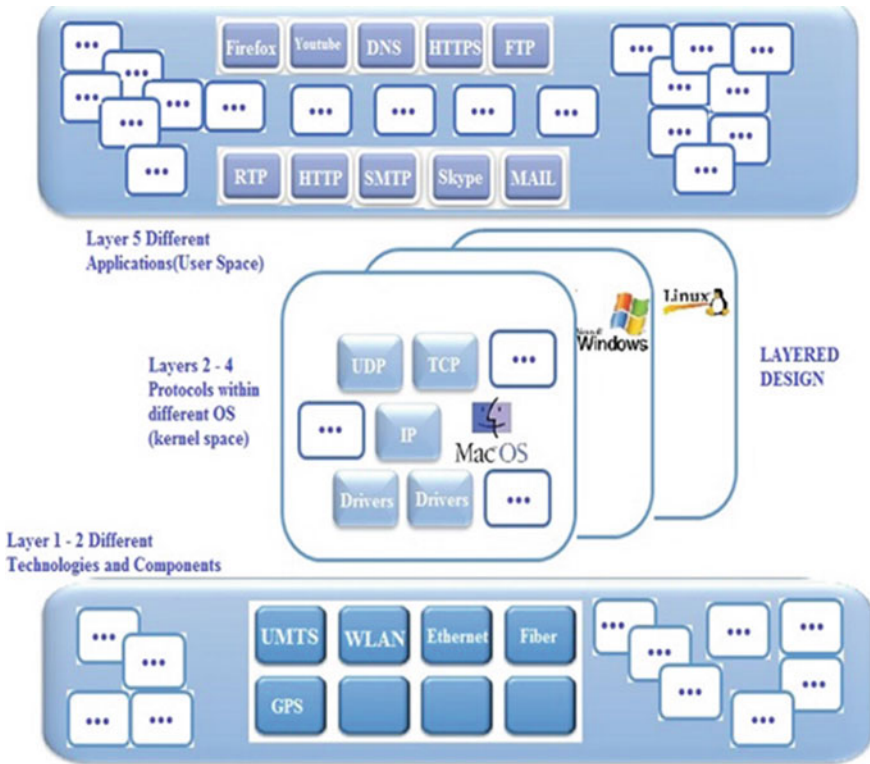 Firefox Youtube DNS HTTPS FTP
RTP HTTP SMTP Skype MAIL
Layer 5 Different
Applications(User Space)
Layers 2 - 4
Protocols within
different OS
(kernel space)
UDP TCP ...
... IP
Mac OS
Drivers Drivers ...
Microsoft
Windows
Linux
LAYERED
DESIGN
Layer 1 - 2 Different
Technologies and Components
UMTS WLAN Ethernet Fiber
GPS